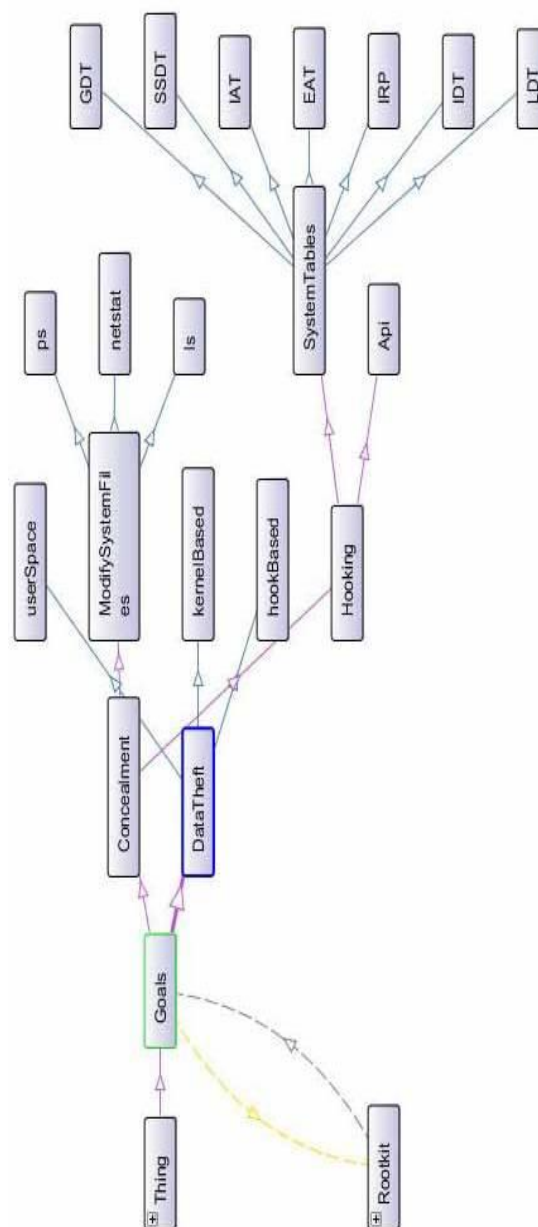 Thing
Rootkit
Goals
Concealment
DataTheft
userSpace
ModifySystemFil
es
kernelBased
hookBased
Hooking
ps
netstat
ls
SystemTables
Api
GDT
SSDT
IAT
EAT
IRP
IDT
LDT